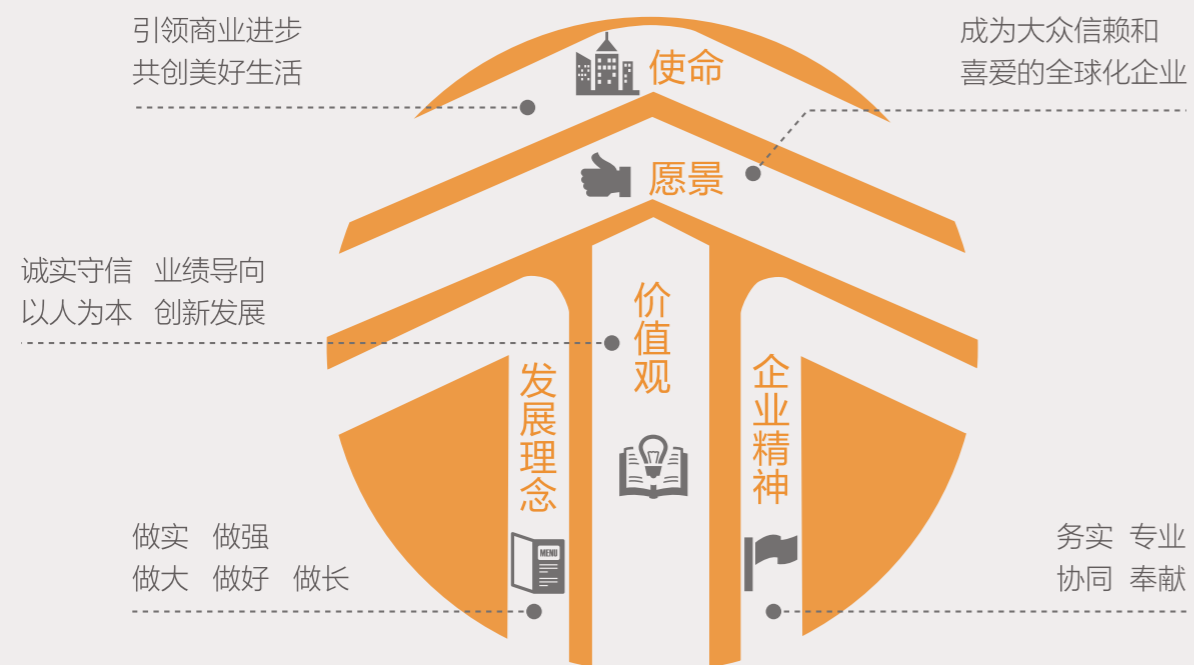 引领商业进步
共创美好生活
使命
成为大众信赖和
喜爱的全球化企业
愿景
诚实守信 业绩导向
以人为本 创新发展
价值观
发展理念
企业精神
做实 做强
做大 做好 做长
MENU
务实 专业
协同 奉献